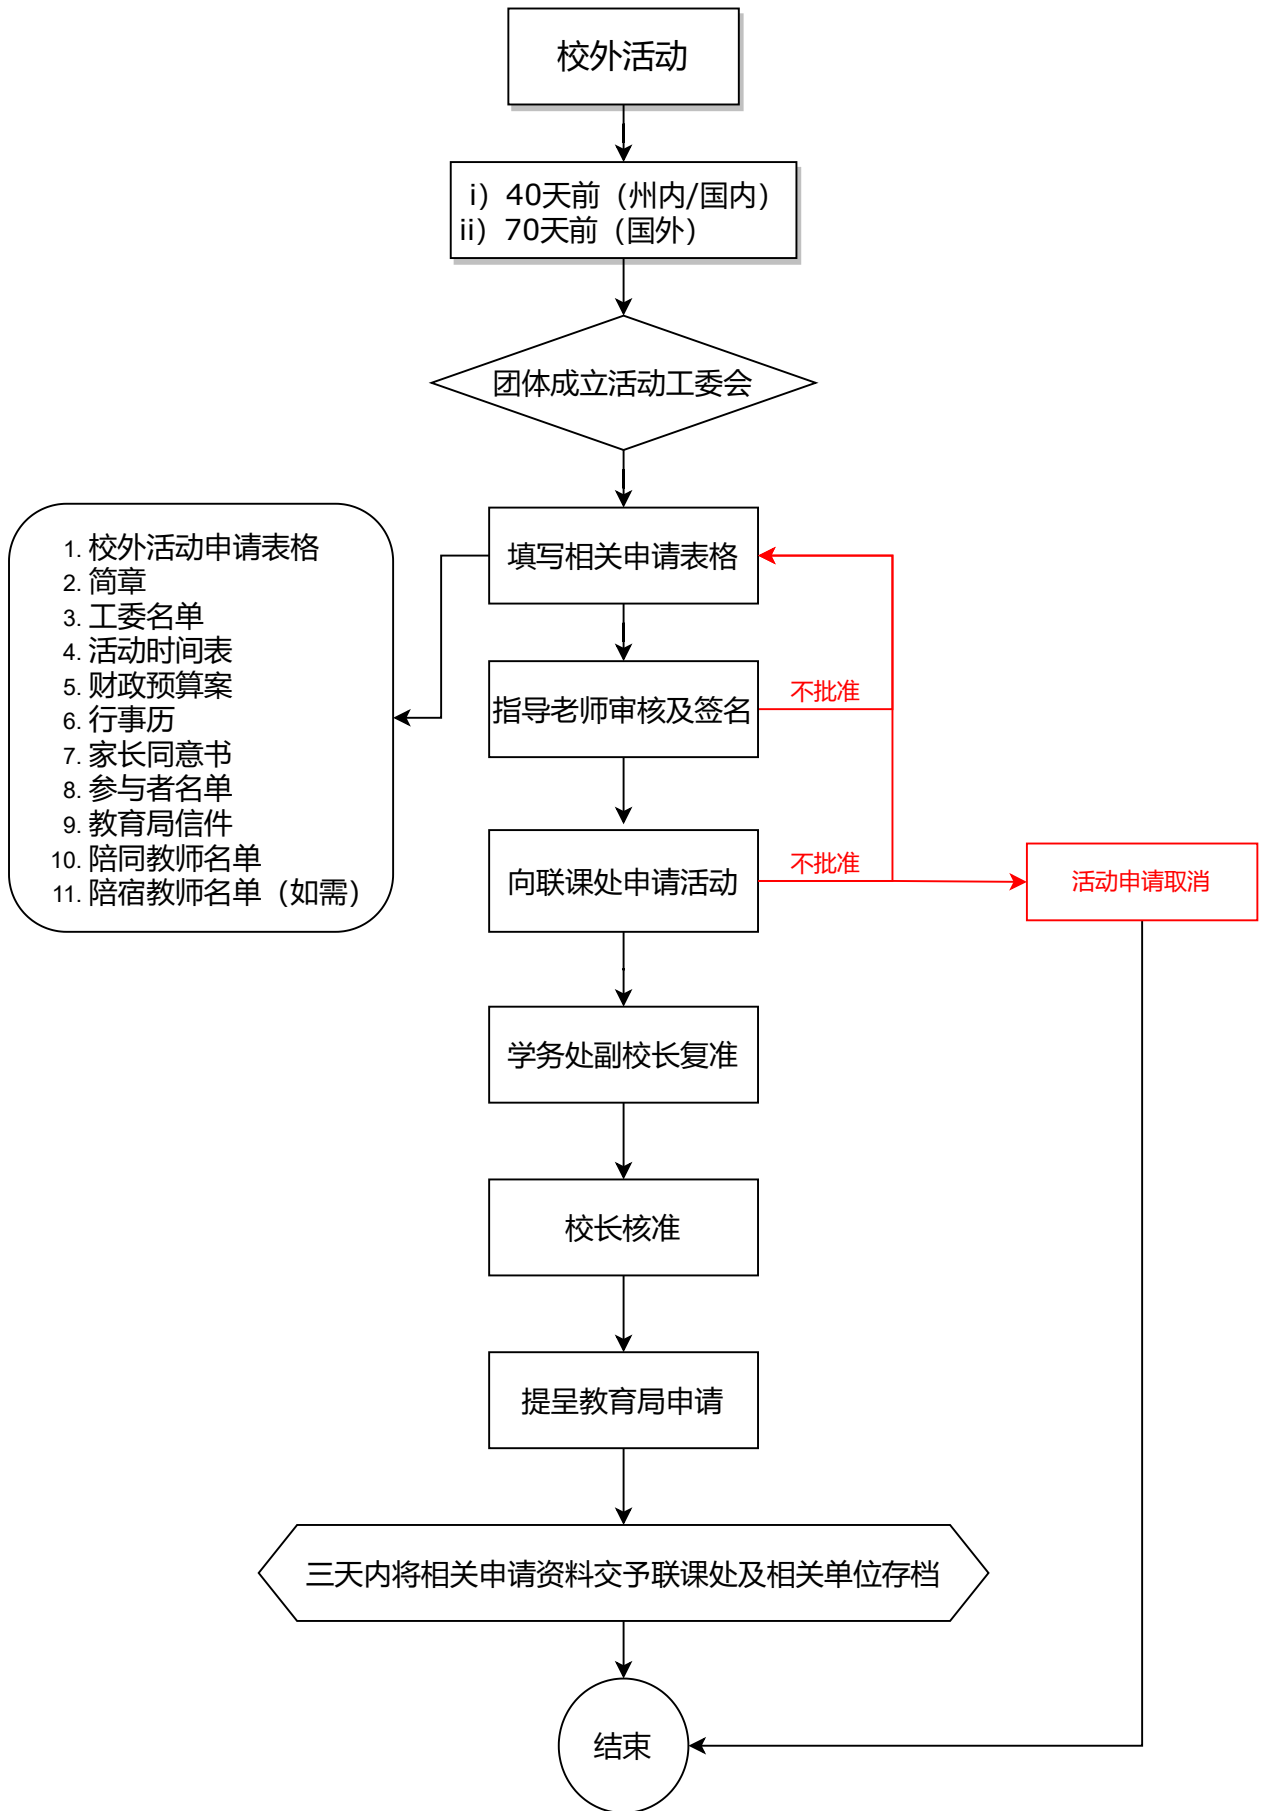 校外活动
i）40天前（州内/国内）
ii）70天前（国外）
团体成立活动工委会
填写相关申请表格
1. 校外活动申请表格
2. 简章
3. 工委名单
4. 活动时间表
5. 财政预算案
6. 行事历
7. 家长同意书
8. 参与者名单
9. 教育局信件
10. 陪同教师名单
11. 陪宿教师名单（如需）
指导老师审核及签名
不批准
向联课处申请活动
不批准
活动申请取消
学务处副校长复准
校长核准
提呈教育局申请
三天内将相关申请资料交予联课处及相关单位存档
结束